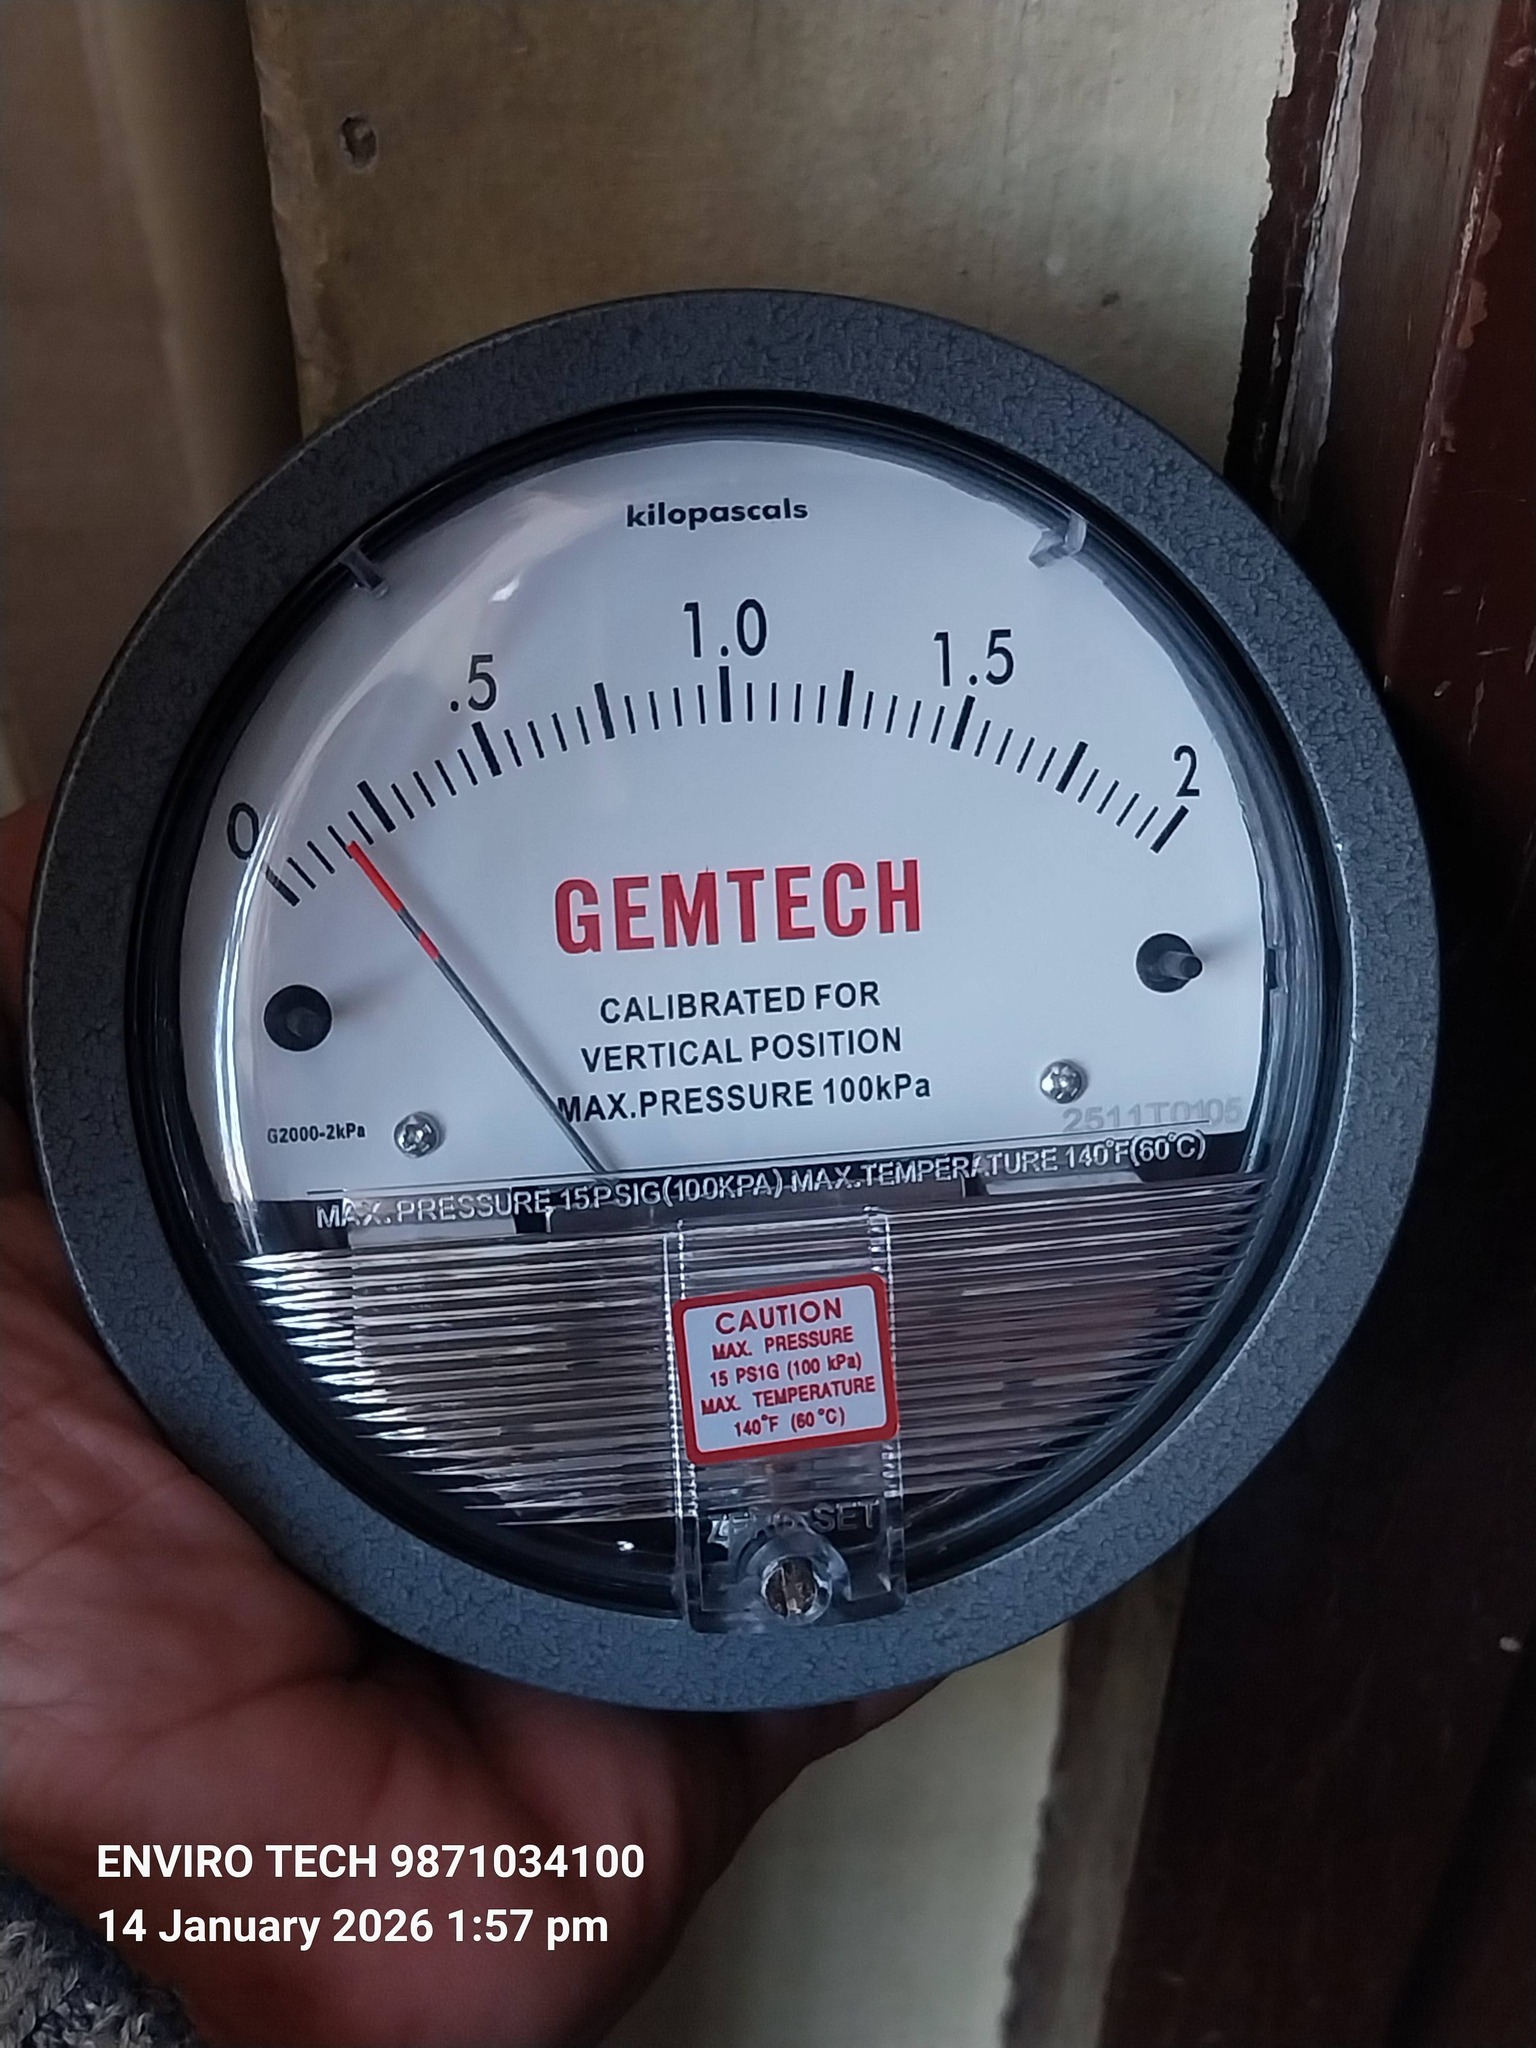 kilopascals
0 .5 1.0 1.5 2
GEMTECH
CALIBRATED FOR
VERTICAL POSITION
MAX.PRESSURE 100kPa
G2000-2kPa
2511T0105
MAX.PRESSURE 15PSIG(100KPA) MAX.TEMPERATURE 140°F(60°C)
CAUTION
MAX. PRESSURE
15 PS1G (100 kPa)
MAX. TEMPERATURE
140°F (60°C)
SET
ENVIRO TECH 9871034100
14 January 2026 1:57 pm